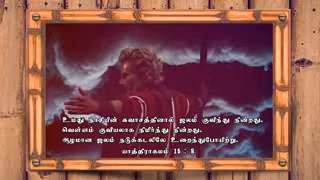 உமது நாசியின் சுவாசத்தினால் ஜலம் குவிந்து நின்றது.
வெள்ளம் குவியலாக நிமிர்ந்து நின்றது.
ஆழமான ஜலம் நடுக்கடலிலே உறைந்துபோயிற்று.
யாத்திராகமம் 15 : 8